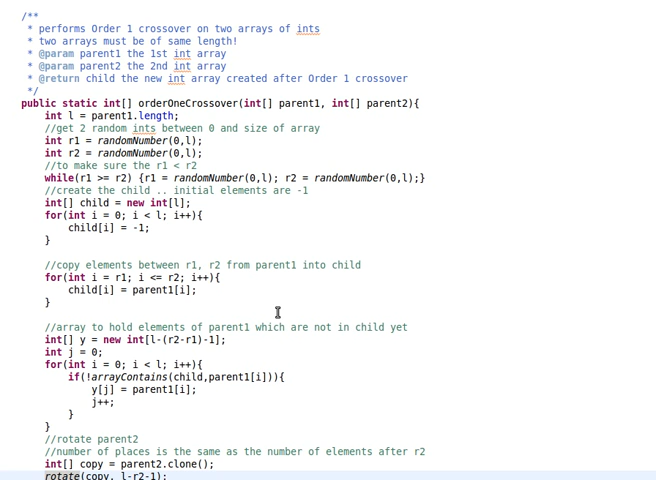 /**
* performs Order 1 crossover on two arrays of ints
* two arrays must be of same length!
* @param parent1 the 1st int array
* @param parent2 the 2nd int array
* @return child the new int array created after Order 1 crossover
*/
public static int[] orderOneCrossover(int[] parent1, int[] parent2){
int l = parent1.length;
//get 2 random ints between 0 and size of array
int r1 = randomNumber(0,l);
int r2 = randomNumber(0,l);
//to make sure the r1 < r2
while(r1 >= r2) {r1 = randomNumber(0,l); r2 = randomNumber(0,l);}
//create the child .. initial elements are -1
int[] child = new int[l];
for(int i = 0; i < l; i++){
child[i] = -1;
}
//copy elements between r1, r2 from parent1 into child
for(int i = r1; i <= r2; i++){
child[i] = parent1[i];
}
//array to hold elements of parent1 which are not in child yet
int[] y = new int[l-(r2-r1)-1];
int j = 0;
for(int i = 0; i < l; i++){
if(!arrayContains(child,parent1[i])){
y[j] = parent1[i];
j++;
}
}
//rotate parent2
//number of places is the same as the number of elements after r2
int[] copy = parent2.clone();
rotate(copy, l-r2-1);